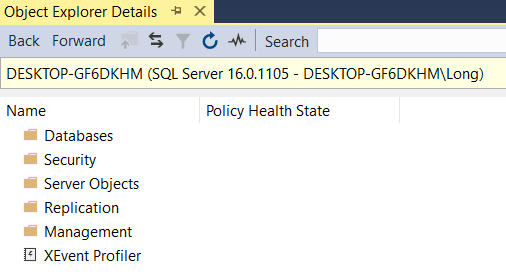 Object Explorer Details
Back Forward Search
DESKTOP-GF6DKHM (SQL Server 16.0.1105 - DESKTOP-GF6DKHM\Long)
Name Policy Health State
Databases
Security
Server Objects
Replication
Management
XEvent Profiler